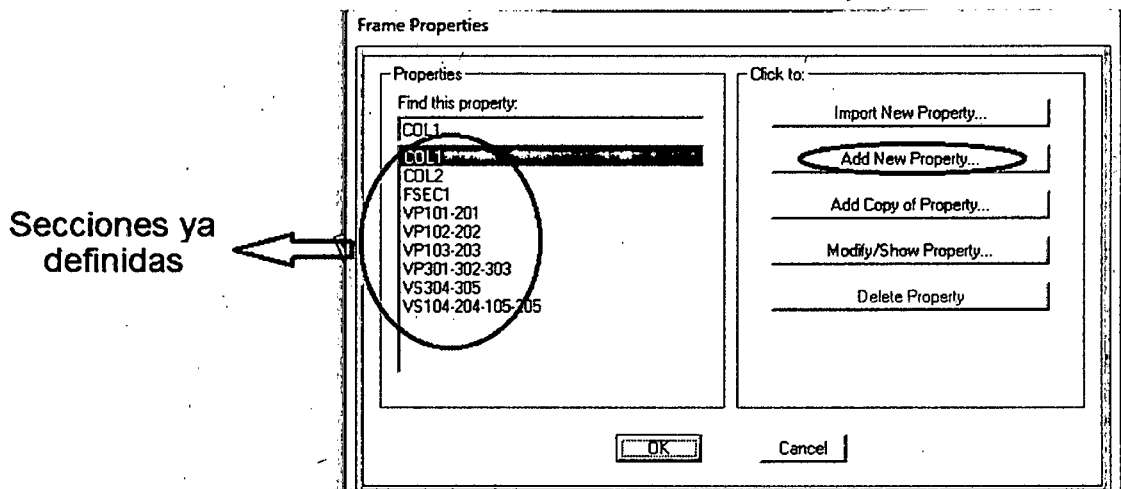 Frame Properties
Properties
Find this property:
COL1
COL1
COL2
FSEC1
VP101-201
VP102-202
VP103-203
VP301-302-303
VS304-305
VS104-204-105-205
Click to:
Import New Property...
Add New Property...
Add Copy of Property...
Modify/Show Property...
Delete Property
OK
Cancel
Secciones ya
definidas